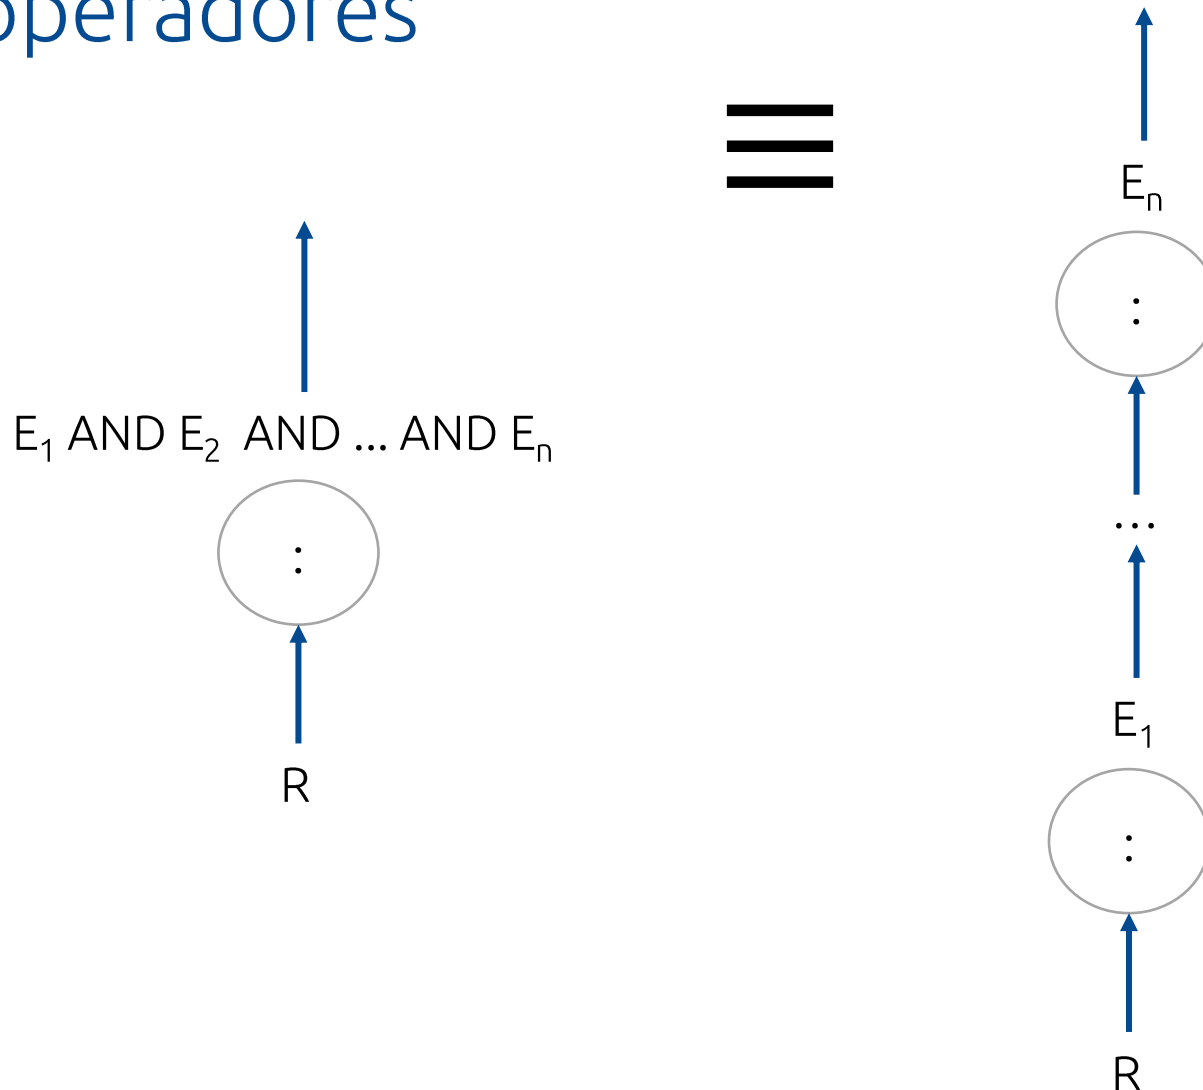 operadores
E₁ AND E₂ AND ... AND Eₙ
:
R
≡
Eₙ
:
...
E₁
:
R